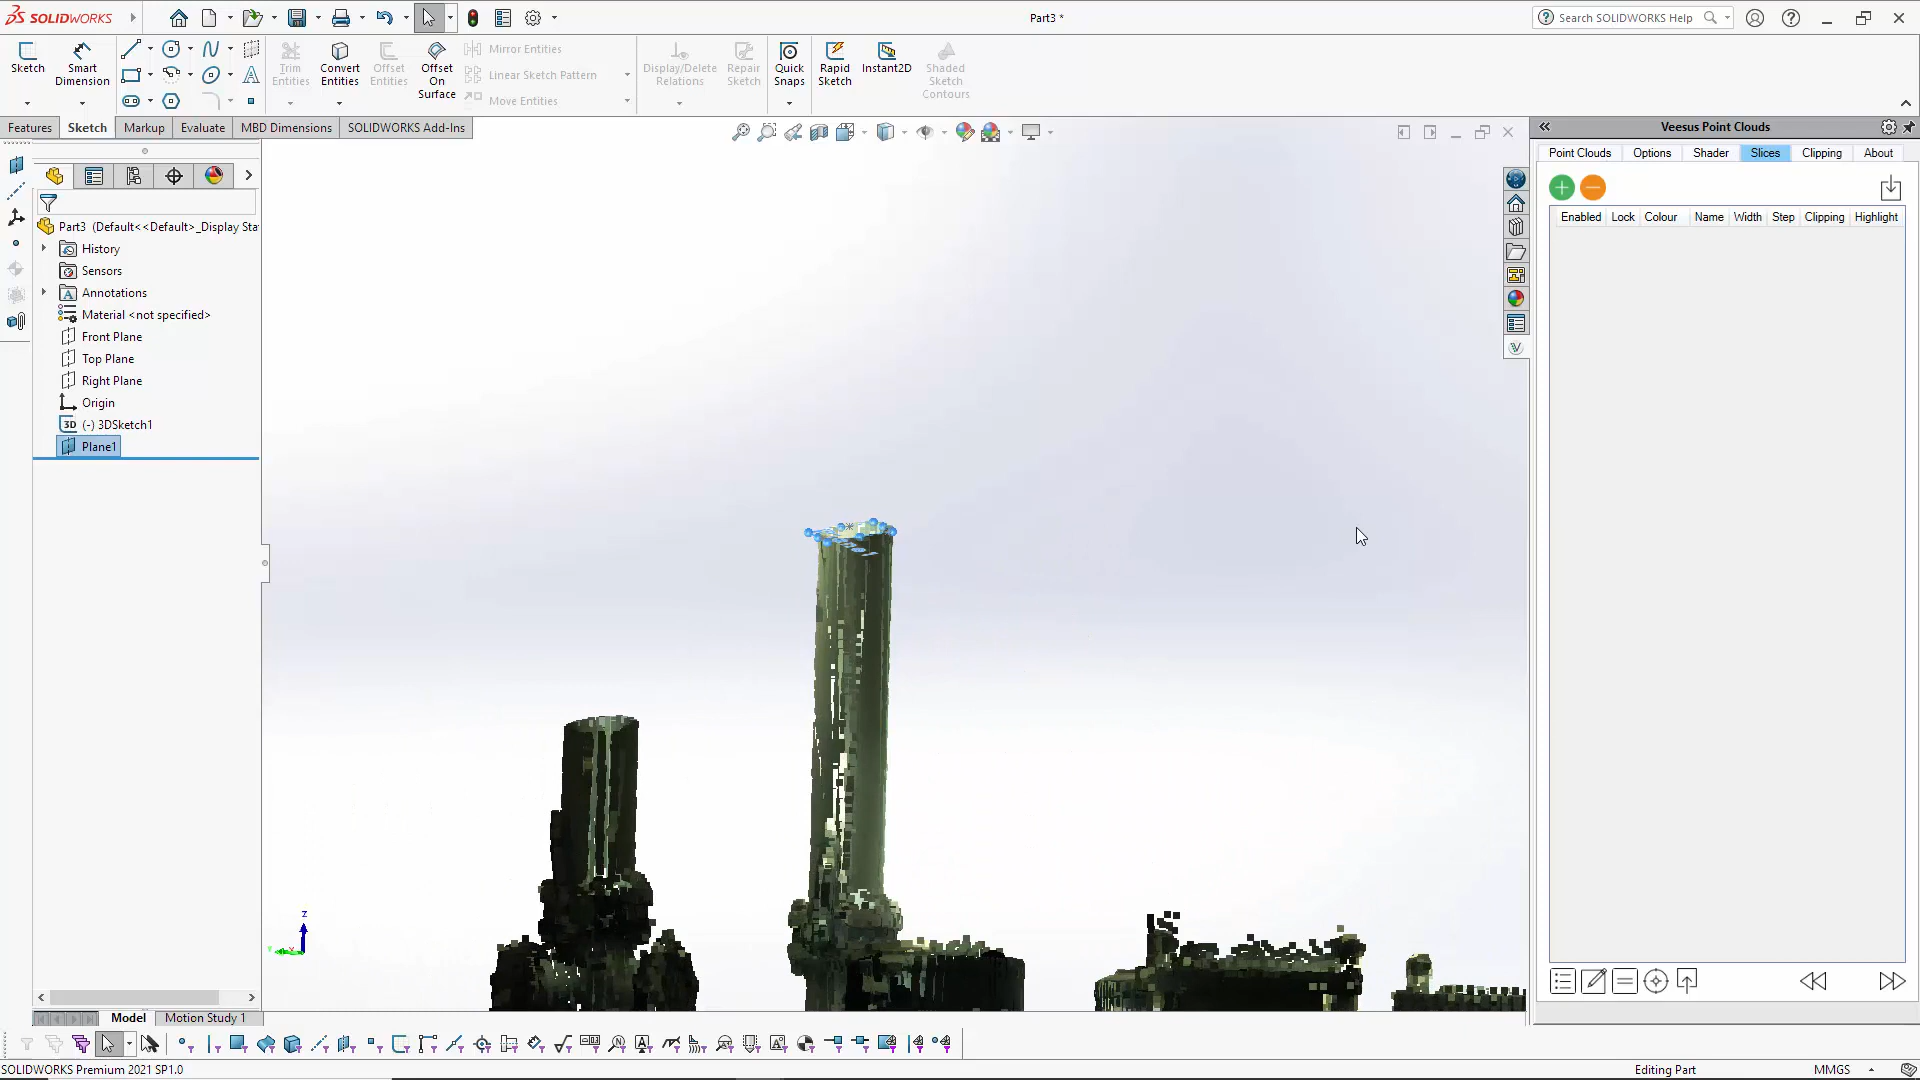 SOLIDWORKS
Part3 *
Search SOLIDWORKS Help
Sketch
Smart
Dimension
Trim
Entities
Convert
Entities
Offset
Entities
Offset
On
Surface
Mirror Entities
Linear Sketch Pattern
Move Entities
Display/Delete
Relations
Repair
Sketch
Quick
Snaps
Rapid
Sketch
Instant2D
Shaded
Sketch
Contours
Features
Sketch
Markup
Evaluate
MBD Dimensions
SOLIDWORKS Add-Ins
Part3 (Default<<Default>_Display Sta
History
Sensors
Annotations
Material <not specified>
Front Plane
Top Plane
Right Plane
Origin
3D (-) 3DSketch1
Plane1
Veesus Point Clouds
Point Clouds
Options
Shader
Slices
Clipping
About
Enabled
Lock
Colour
Name
Width
Step
Clipping
Highlight
Z
Model
Motion Study 1
SOLIDWORKS Premium 2021 SP1.0
Editing Part
MMGS